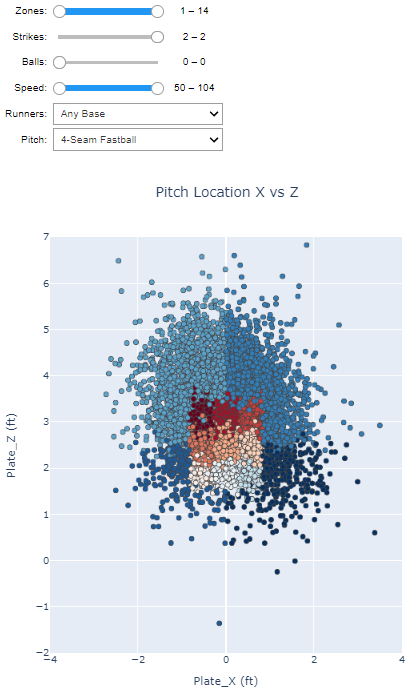 Zones: 1 – 14
Strikes: 2 – 2
Balls: 0 – 0
Speed: 50 – 104
Runners: Any Base
Pitch: 4-Seam Fastball
Pitch Location X vs Z
7
6
5
4
3
2
1
0
−1
−2
Plate_Z (ft)
−4 −2 0 2 4
Plate_X (ft)